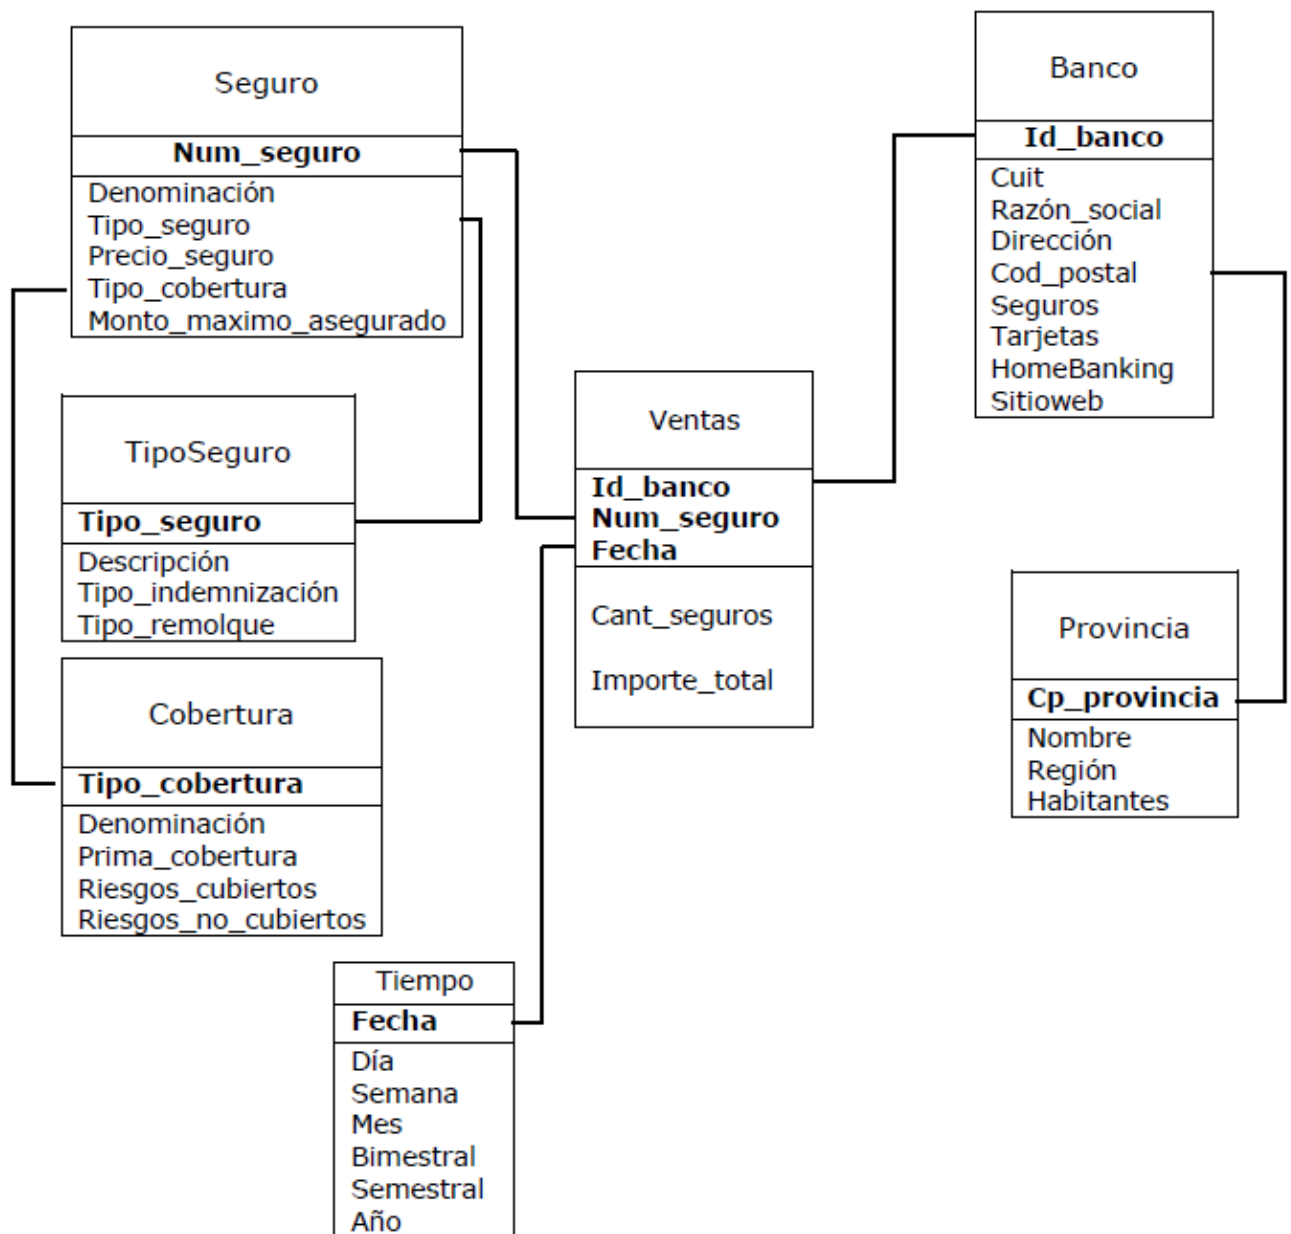 Seguro
Num_seguro
Denominación
Tipo_seguro
Precio_seguro
Tipo_cobertura
Monto_maximo_asegurado
Banco
Id_banco
Cuit
Razón_social
Dirección
Cod_postal
Seguros
Tarjetas
HomeBanking
Sitioweb
TipoSeguro
Tipo_seguro
Descripción
Tipo_indemnización
Tipo_remolque
Ventas
Id_banco
Num_seguro
Fecha
Cant_seguros
Importe_total
Provincia
Cp_provincia
Nombre
Región
Habitantes
Cobertura
Tipo_cobertura
Denominación
Prima_cobertura
Riesgos_cubiertos
Riesgos_no_cubiertos
Tiempo
Fecha
Día
Semana
Mes
Bimestral
Semestral
Año